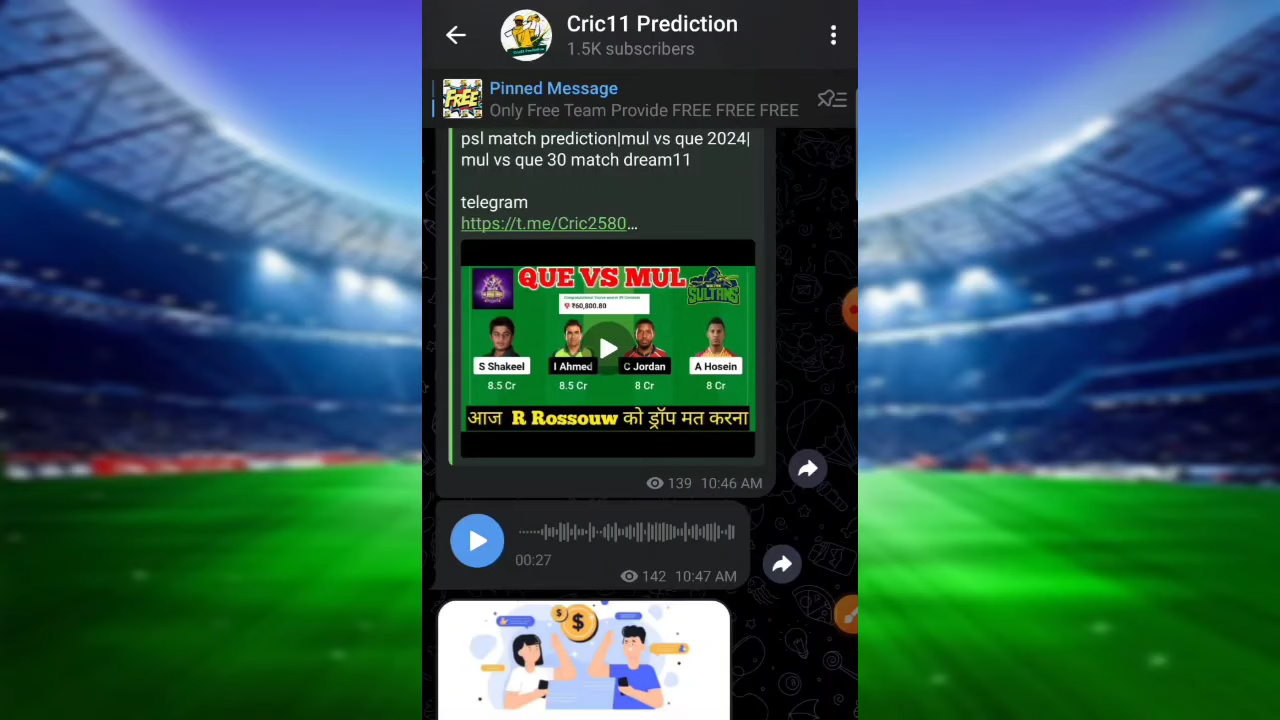 Cric11 Prediction
1.5K subscribers
Pinned Message
Only Free Team Provide FREE FREE FREE
FREE
psl match prediction|mul vs que 2024|
mul vs que 30 match dream11
telegram
https://t.me/Cric2580...
QUE VS MUL
SULTANS
₹60,800.80
S Shakeel
I Ahmed
C Jordan
A Hosein
8.5 Cr
8.5 Cr
8 Cr
8 Cr
आज R Rossouw को ड्रॉप मत करना
139 10:46 AM
00:27
142 10:47 AM